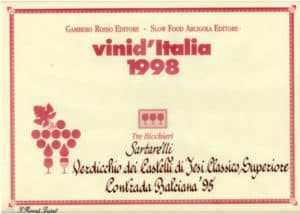 GAMBERO ROSSO EDITORE - SLOW FOOD ARCIGOLA EDITORE
vinid'Italia
1998
Tre Bicchieri
Sartarelli
Verdicchio dei Castelli di Jesi Classico Superiore
Contrada Balciana '95